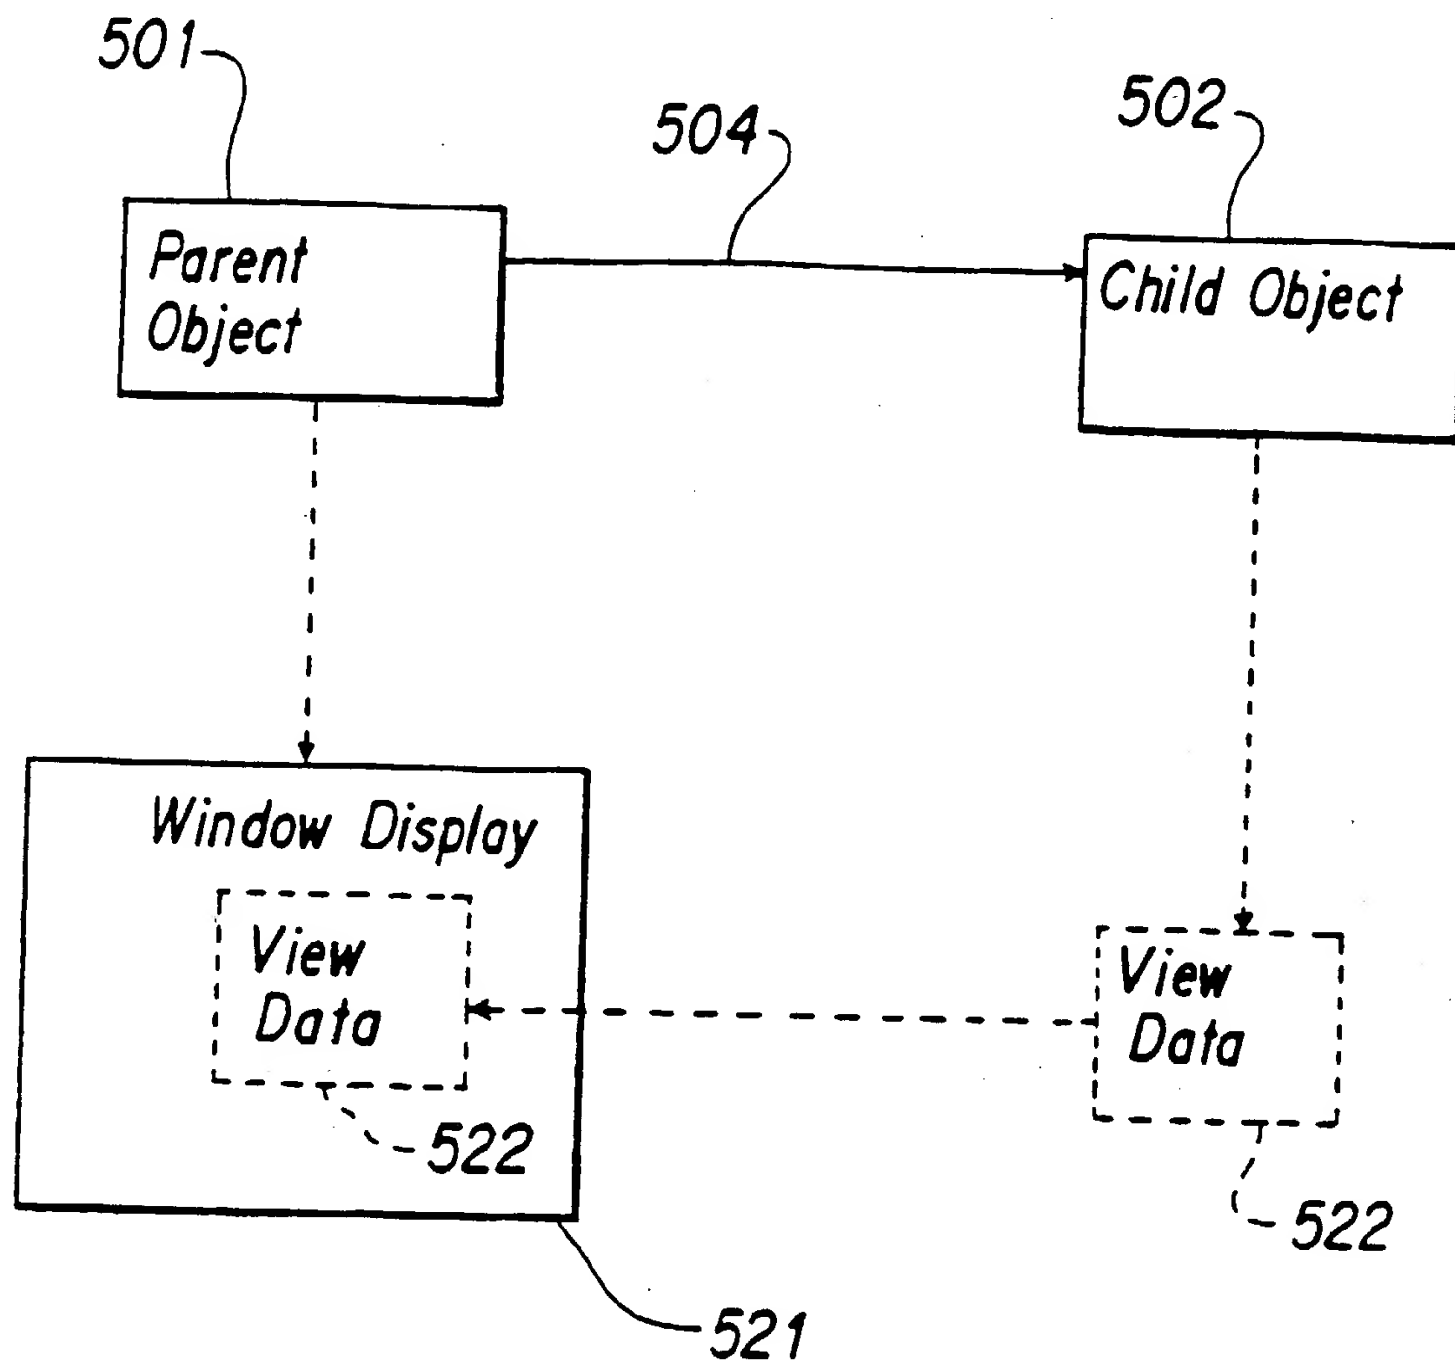 501
504
502
Parent
Object
Child Object
Window Display
View
Data
View
Data
522
522
521